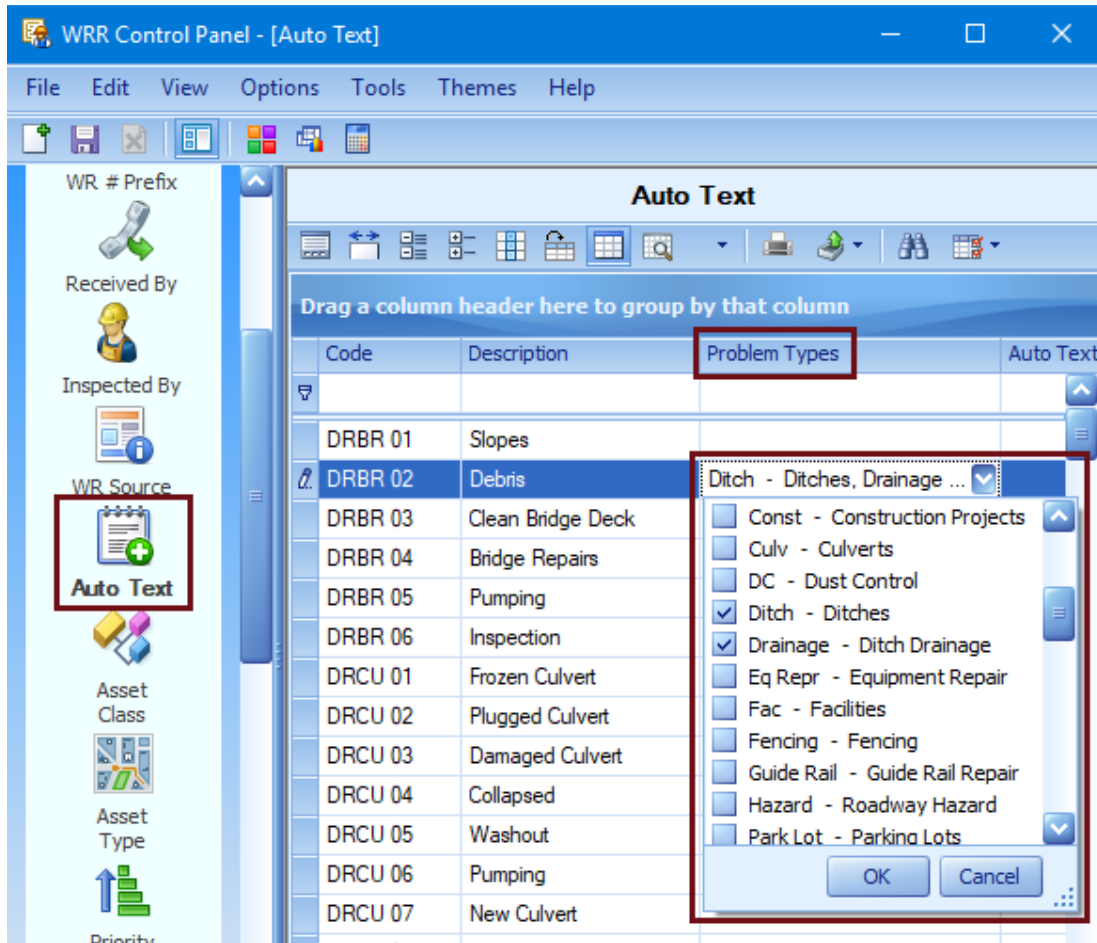 WRR Control Panel - [Auto Text]
File Edit View Options Tools Themes Help
WR # Prefix
Received By
Inspected By
WR Source
Auto Text
Asset
Class
Asset
Type
Priority
Auto Text
Drag a column header here to group by that column
Code Description Problem Types Auto Text
DRBR 01 Slopes
DRBR 02 Debris Ditch - Ditches, Drainage ...
DRBR 03 Clean Bridge Deck
DRBR 04 Bridge Repairs
DRBR 05 Pumping
DRBR 06 Inspection
DRCU 01 Frozen Culvert
DRCU 02 Plugged Culvert
DRCU 03 Damaged Culvert
DRCU 04 Collapsed
DRCU 05 Washout
DRCU 06 Pumping
DRCU 07 New Culvert
Const - Construction Projects
Culv - Culverts
DC - Dust Control
Ditch - Ditches
Drainage - Ditch Drainage
Eq Repr - Equipment Repair
Fac - Facilities
Fencing - Fencing
Guide Rail - Guide Rail Repair
Hazard - Roadway Hazard
Park Lot - Parking Lots
OK Cancel